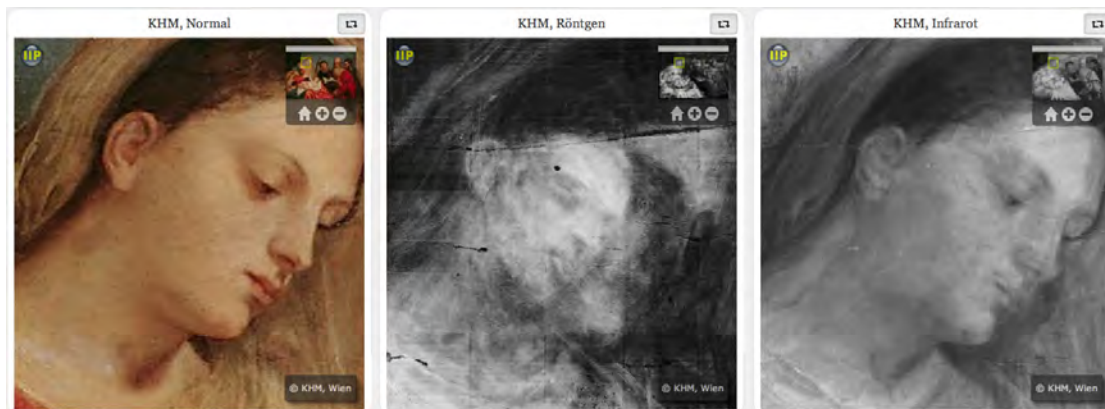 KHM, Normal
KHM, Röntgen
KHM, Infrarot
IIP
IIP
IIP
© KHM, Wien
© KHM, Wien
© KHM, Wien